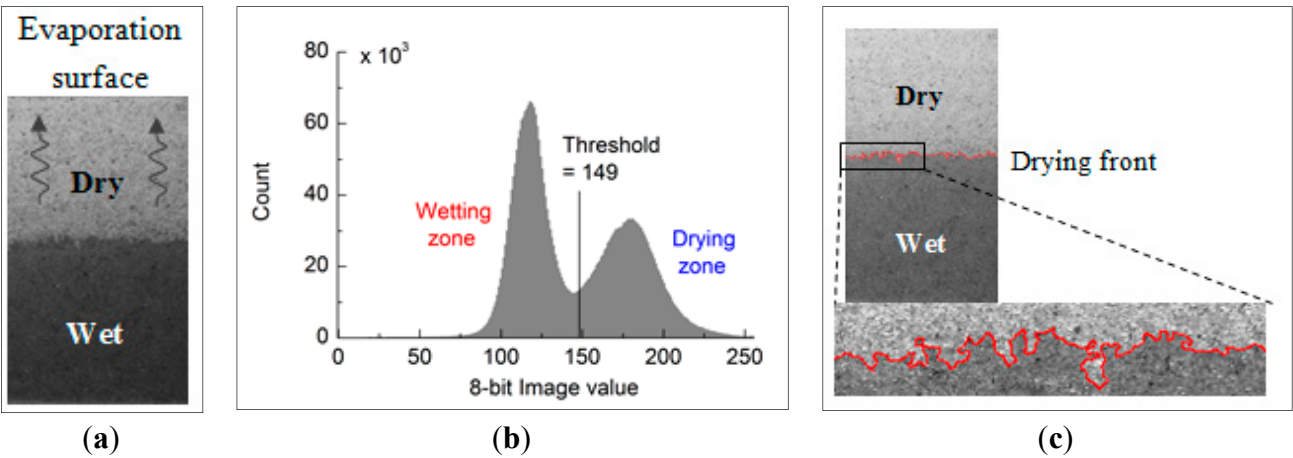 Evaporation
surface
Dry
Wet
(a)
x 10³
80
60
40
20
0
Count
Threshold
= 149
Wetting
zone
Drying
zone
0 50 100 150 200 250
8-bit Image value
(b)
Dry
Drying front
Wet
(c)